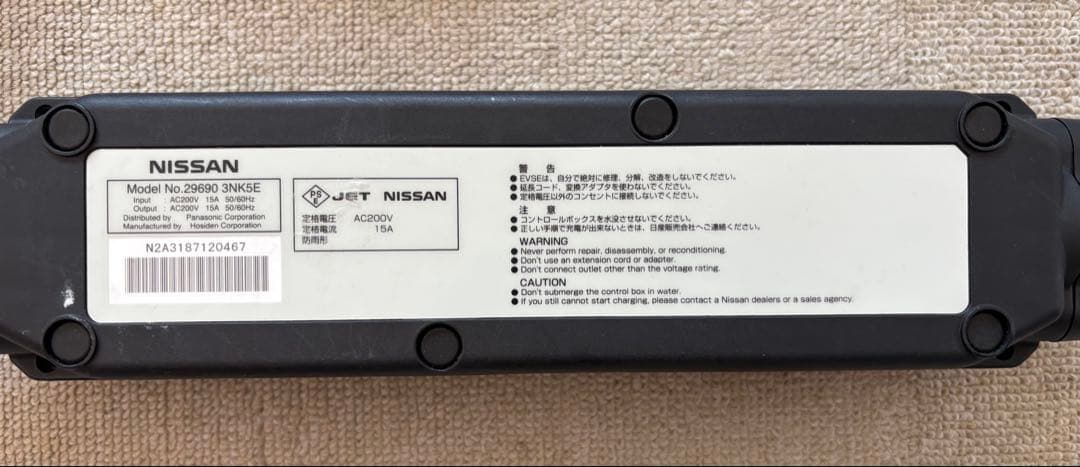 NISSAN
Model No.29690 3NK5E
Input : AC200V 15A 50/60Hz
Output : AC200V 15A 50/60Hz
Distributed by Panasonic Corporation
Manufactured by Hosiden Corporation
N2A3187120467
PS E JET NISSAN
定格電圧 AC200V
定格電流 15A
防雨形
警 告
● EVSEは、自分で絶対に修理、分解、改造をしないでください。
● 延長コード、変換アダプタを使わないでください。
● 定格電圧以外のコンセントに接続しないでください。
注 意
● コントロールボックスを水没させないでください。
● 正しい手順で充電が出来ないときは、日産販売会社へご連絡ください。
WARNING
● Never perform repair, disassembly, or reconditioning.
● Don't use an extension cord or adapter.
● Don't connect outlet other than the voltage rating.
CAUTION
● Don't submerge the control box in water.
● If you still cannot start charging, please contact a Nissan dealers or a sales agency.